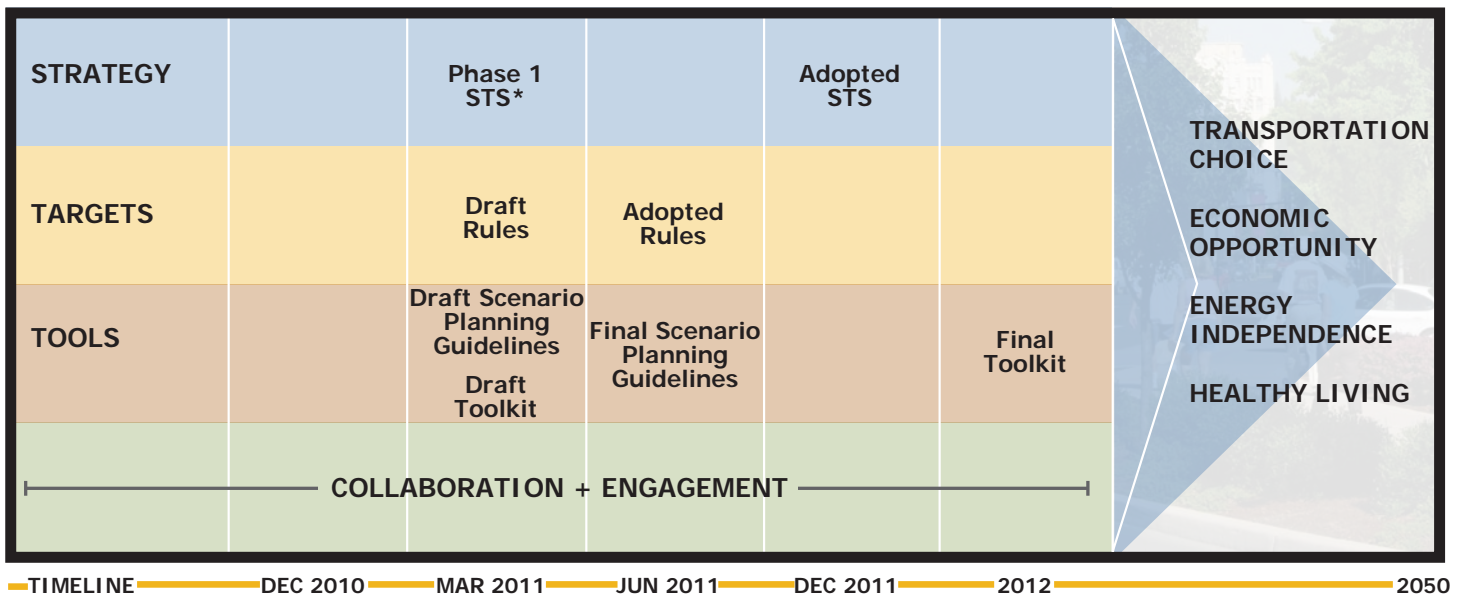 STRATEGY
Phase 1
STS*
Adopted
STS
TARGETS
Draft
Rules
Adopted
Rules
TOOLS
Draft Scenario
Planning
Guidelines
Draft
Toolkit
Final Scenario
Planning
Guidelines
Final
Toolkit
COLLABORATION + ENGAGEMENT
TRANSPORTATION
CHOICE
ECONOMIC
OPPORTUNITY
ENERGY
INDEPENDENCE
HEALTHY LIVING
TIMELINE DEC 2010 MAR 2011 JUN 2011 DEC 2011 2012 2050